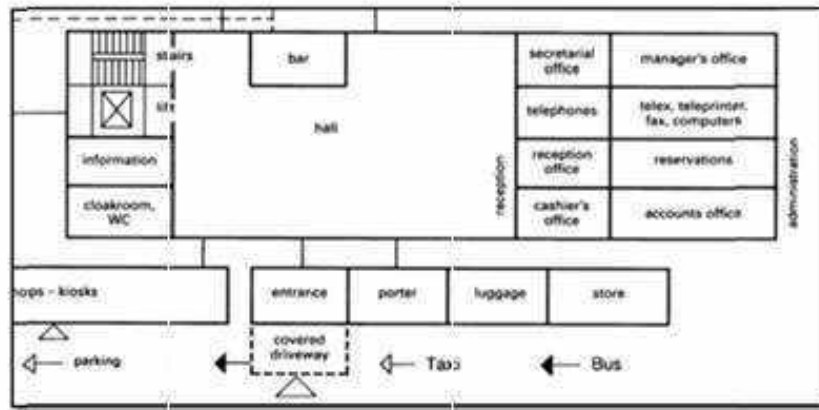 stairs
bar
secretarial
office
manager's office
lift
telephones
telex, teleprinter,
fax, computers
hall
information
reception
office
reservations
reception
administration
cloakroom,
WC
cashier's
office
accounts office
hops - kiosks
entrance
porter
luggage
store
covered
driveway
parking
Taxi
Bus